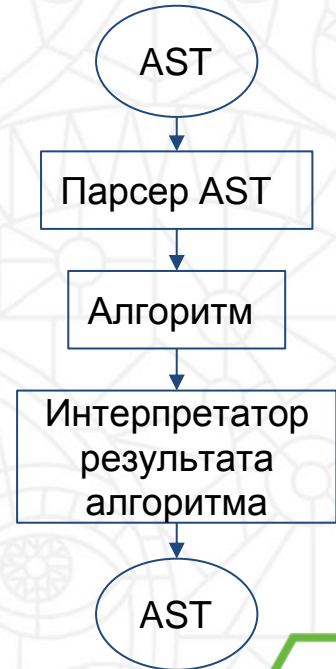 AST
Парсер AST
Алгоритм
Интерпретатор
результата
алгоритма
AST